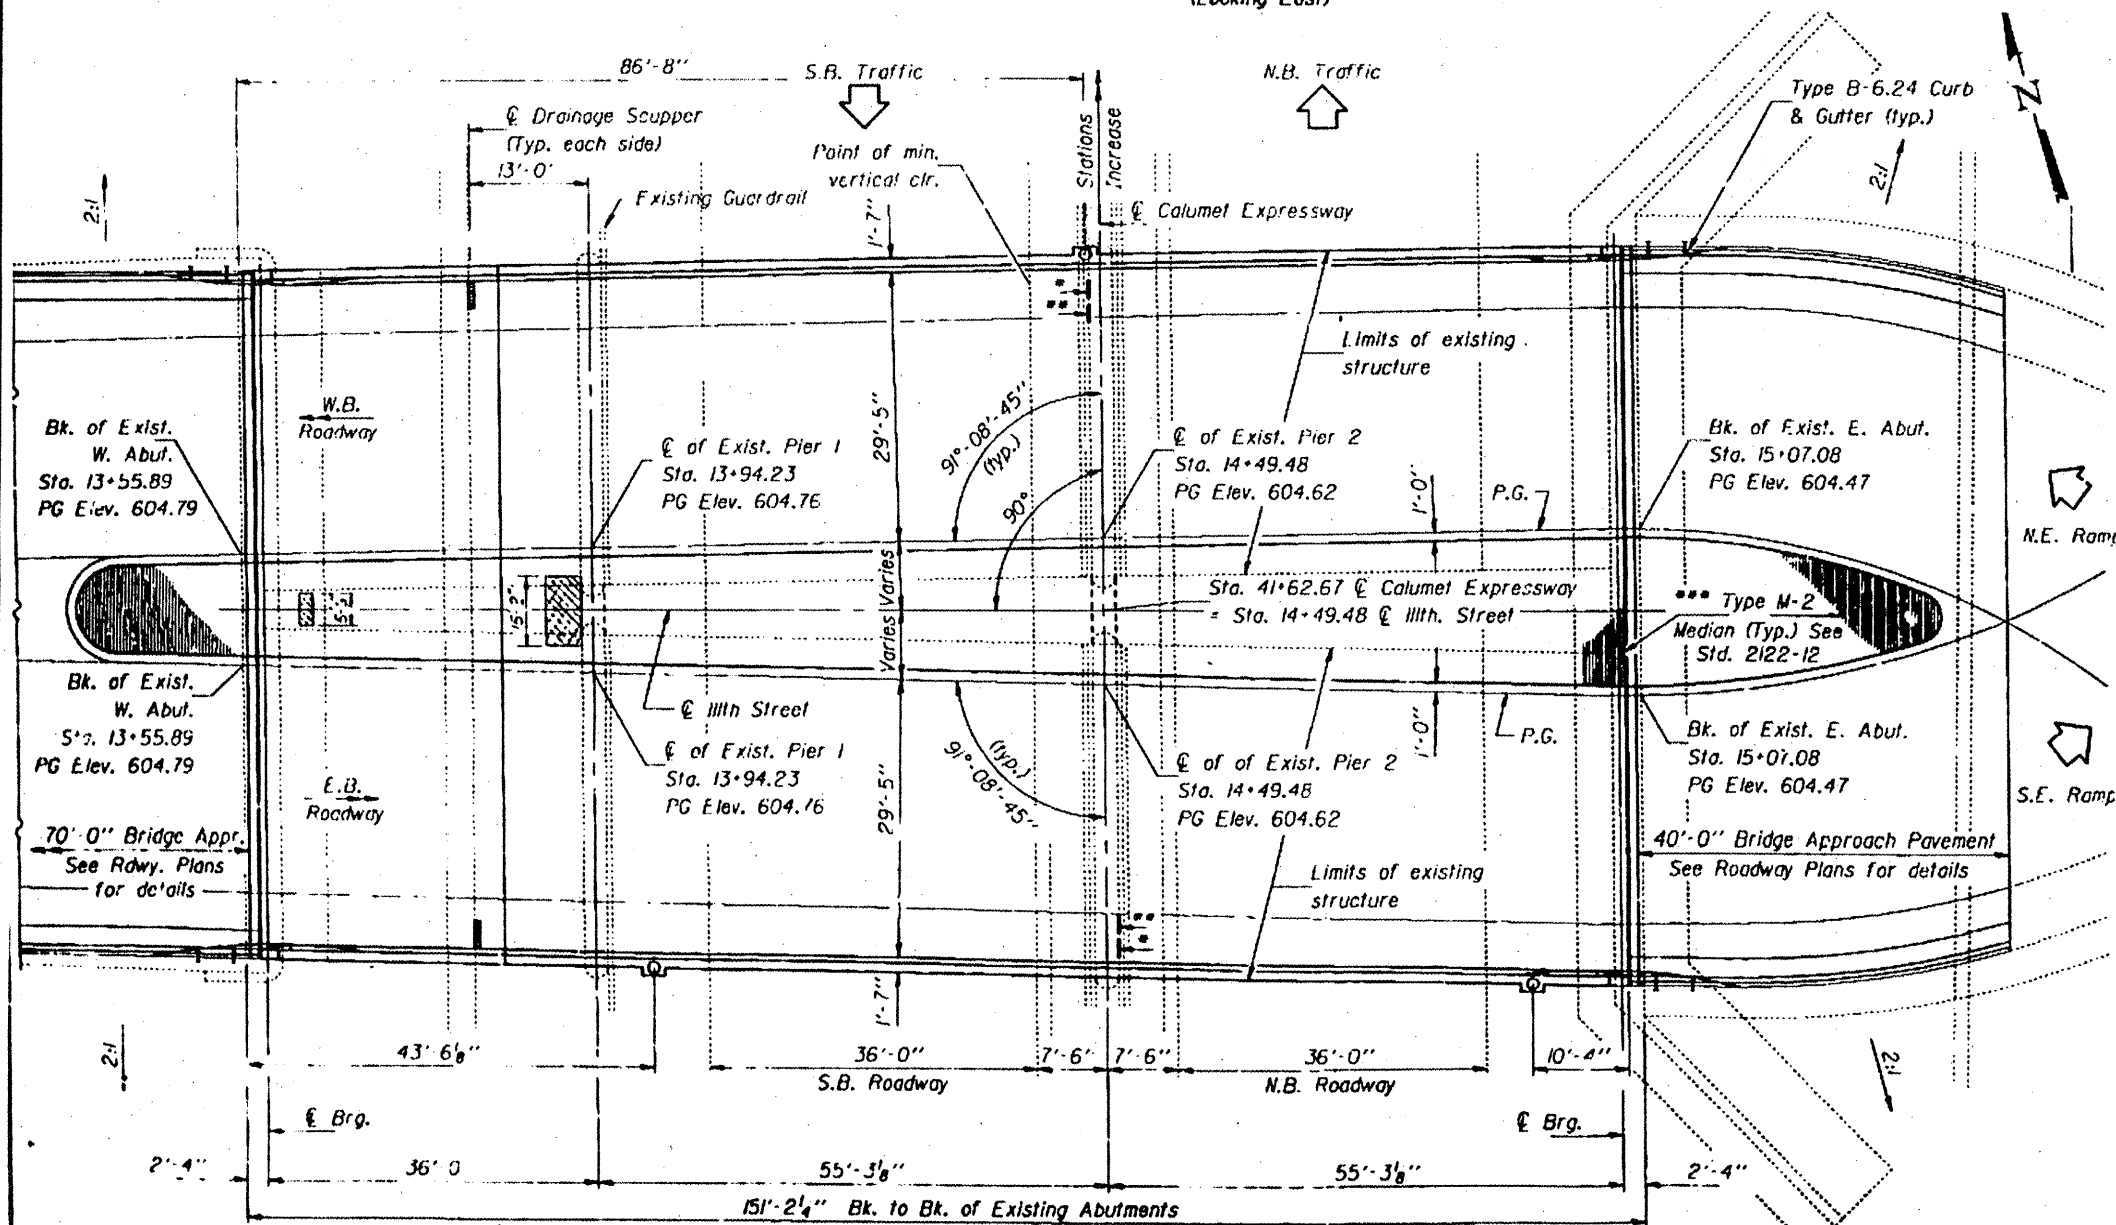 (Looking East)
86'-8"
S.B. Traffic
N.B. Traffic
℄ Drainage Scupper
(Typ. each side)
13'-0"
Point of min.
vertical clr.
Existing Guardrail
Stations
Increase
℄ Calumet Expressway
Type B-6.24 Curb
& Gutter (typ.)
N
2:1
2:1
1'-7"
*
**
Limits of existing
structure
W.B.
Roadway
Bk. of Exist.
W. Abut.
Sta. 13+55.89
PG Elev. 604.79
℄ of Exist. Pier 1
Sta. 13+94.23
PG Elev. 604.76
29'-5"
91°-08'-45"
(typ.)
90°
℄ of Exist. Pier 2
Sta. 14+49.48
PG Elev. 604.62
1'-0"
P.G.
Bk. of Exist. E. Abut.
Sta. 15+07.08
PG Elev. 604.47
N.E. Ramp
5'-2"
15'-2"
Varies
Varies
Sta. 41+62.67 ℄ Calumet Expressway
= Sta. 14+49.48 ℄ 111th. Street
*** Type M-2
Median (Typ.) See
Std. 2122-12
Bk. of Exist.
W. Abut.
Sta. 13+55.89
PG Elev. 604.79
℄ 111th Street
℄ of Exist. Pier 1
Sta. 13+94.23
PG Elev. 604.76
E.B.
Roadway
29'-5"
(typ.)
91°-08'-45"
℄ of of Exist. Pier 2
Sta. 14+49.48
PG Elev. 604.62
1'-0"
P.G.
Bk. of Exist. E. Abut.
Sta. 15+07.08
PG Elev. 604.47
S.E. Ramp
70'-0" Bridge Appr.
See Rdwy. Plans
for details
40'-0" Bridge Approach Pavement
See Roadway Plans for details
Limits of existing
structure
**
*
1'-7"
2:1
2:1
43'-6⅛"
36'-0"
S.B. Roadway
7'-6"
7'-6"
36'-0"
N.B. Roadway
10'-4"
℄ Brg.
℄ Brg.
2'-4"
36'-0
55'-3⅛"
55'-3⅛"
2'-4"
151'-2¼" Bk. to Bk. of Existing Abutments